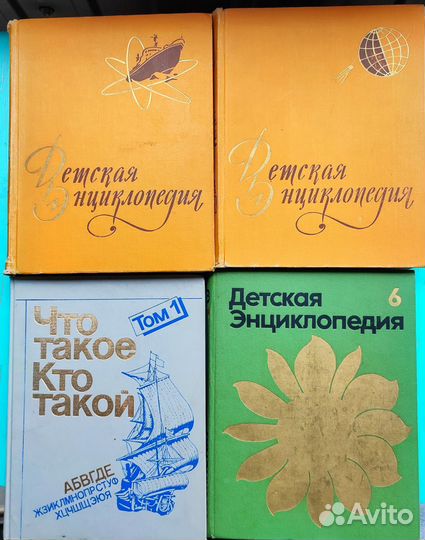 Детская
Энциклопедия
Детская
Энциклопедия
Том 1
Что
такое
Кто
такой
АБВГДЕ
ЖЗИКЛМНОПРСТУФ
ХЦЧШЩЭЮЯ
Детская 6
Энциклопедия
Avito